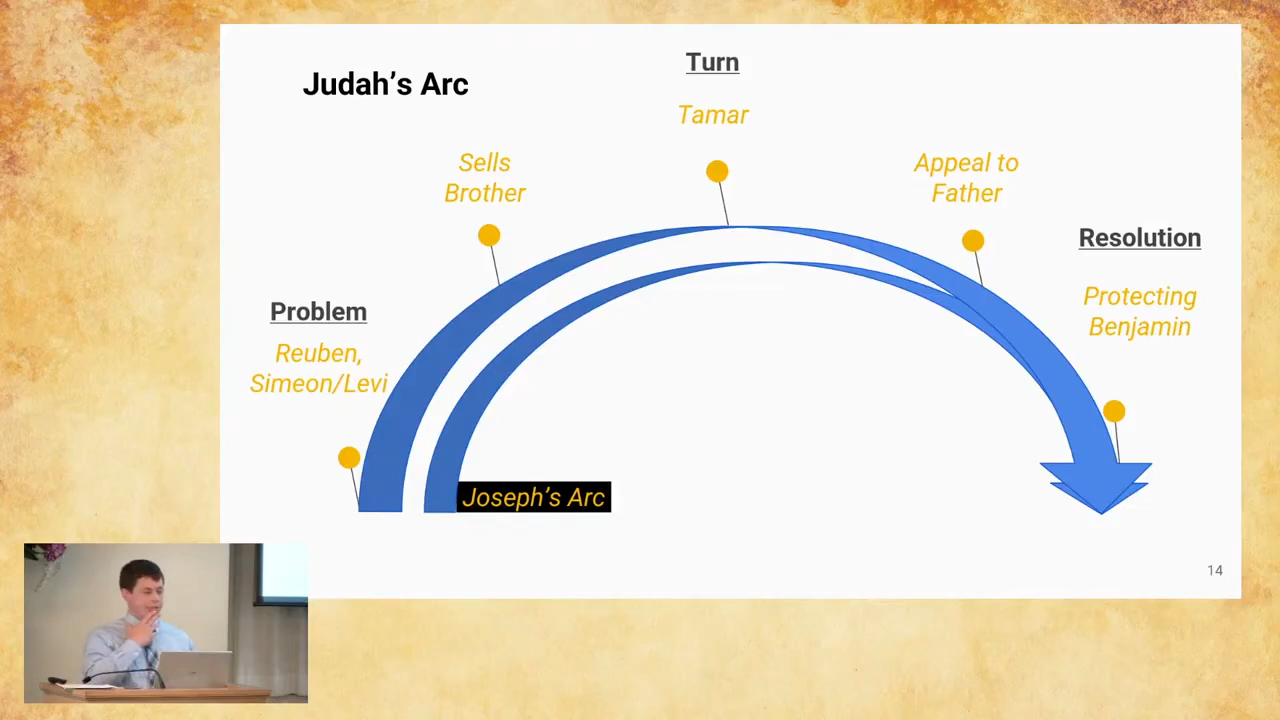 Judah's Arc
Turn
Tamar
Sells
Brother
Appeal to
Father
Resolution
Protecting
Benjamin
Problem
Reuben,
Simeon/Levi
Joseph's Arc
14